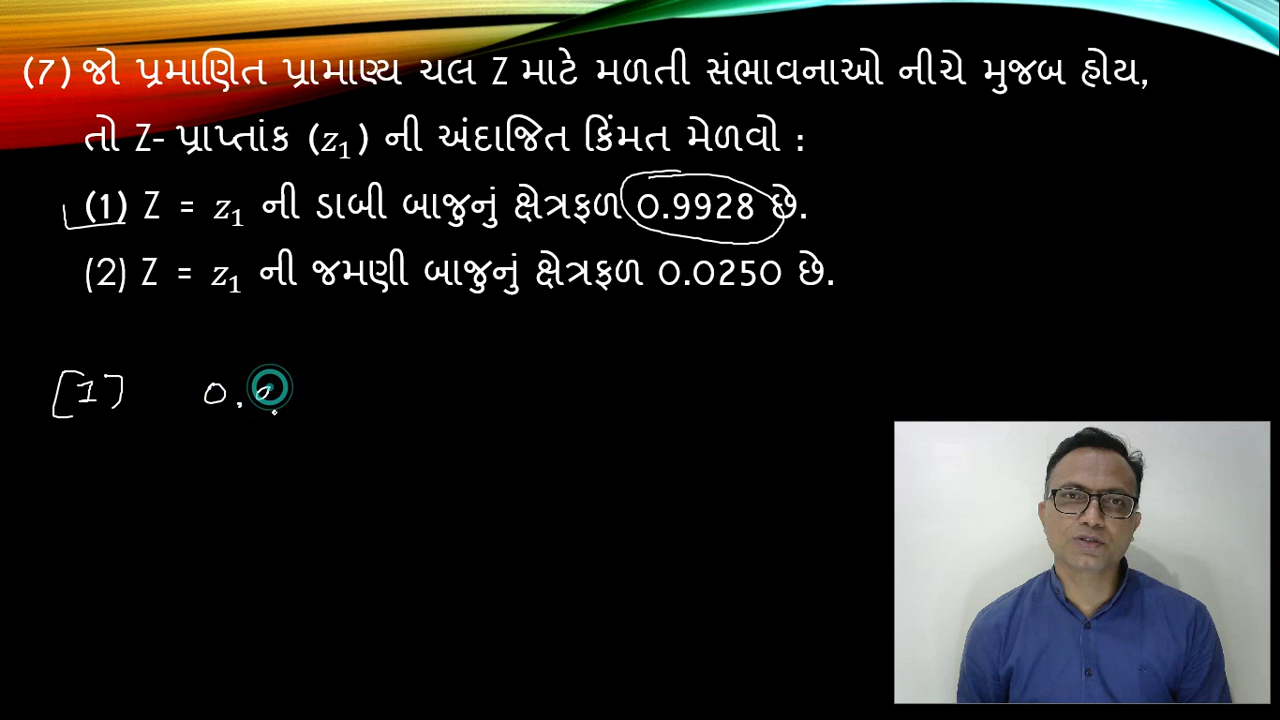 (7) જો પ્રમાણિત પ્રામાણ્ય ચલ Z માટે મળતી સંભાવનાઓ નીચે મુજબ હોય,
તો Z- પ્રાપ્તાંક (z₁) ની અંદાજિત કિંમત મેળવો :
(1) Z = z₁ ની ડાબી બાજુનું ક્ષેત્રફળ 0.9928 છે.
(2) Z = z₁ ની જમણી બાજુનું ક્ષેત્રફળ 0.0250 છે.
[1] 0.